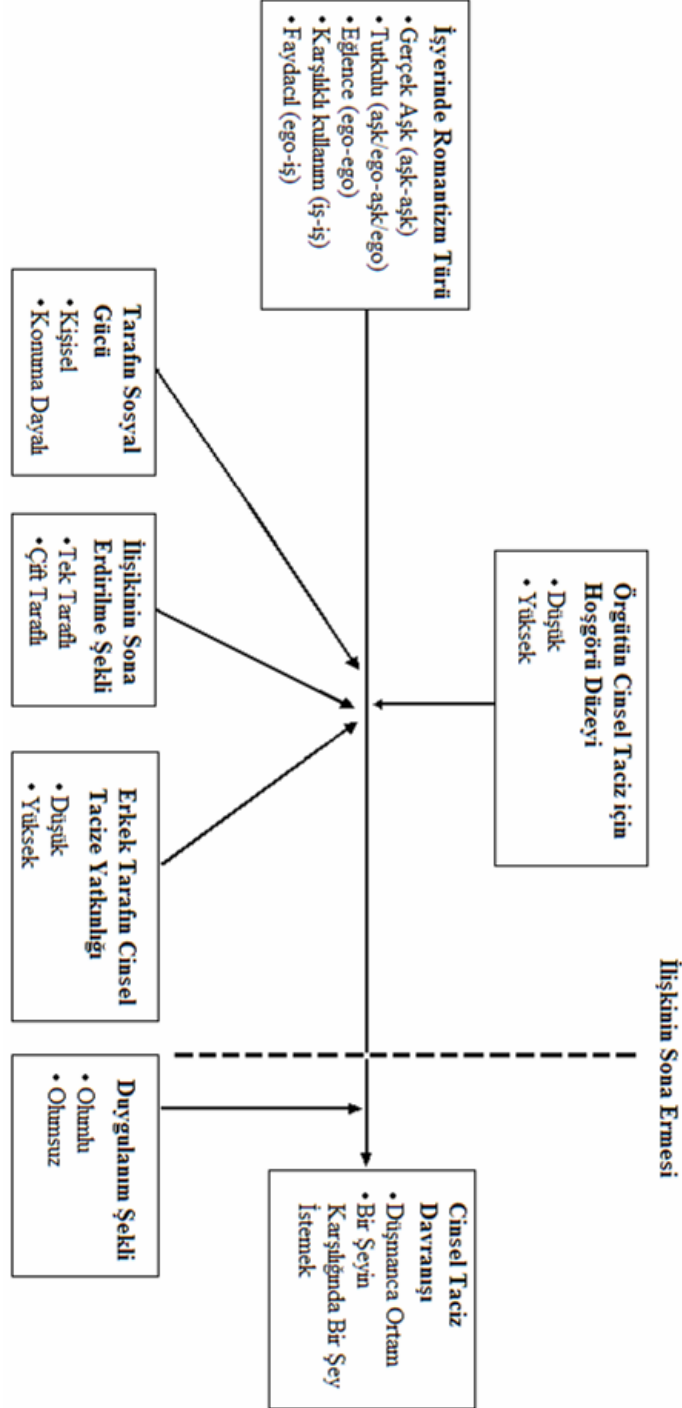 İşyerinde Romantizm Türü
• Gerçek Aşk (aşk-aşk)
• Tutkulu (aşk/ego-aşk/ego)
• Eğlence (ego-ego)
• Karşılıklı kullanım (iş-iş)
• Faydacıl (ego-iş)
Örgütün Cinsel Taciz için
Hoşgörü Düzeyi
• Düşük
• Yüksek
İlişkinin Sona Ermesi
Tarafın Sosyal
Gücü
• Kişisel
• Konuma Dayalı
İlişikinin Sona
Erdirilme Şekli
• Tek Taraflı
• Çift Taraflı
Erkek Tarafın Cinsel
Tacize Yatkınlığı
• Düşük
• Yüksek
Duygulanım Şekli
• Olumlu
• Olumsuz
Cinsel Taciz
Davranışı
• Düşmanca Ortam
• Bir Şeyin
Karşılığında Bir Şey
İstemek